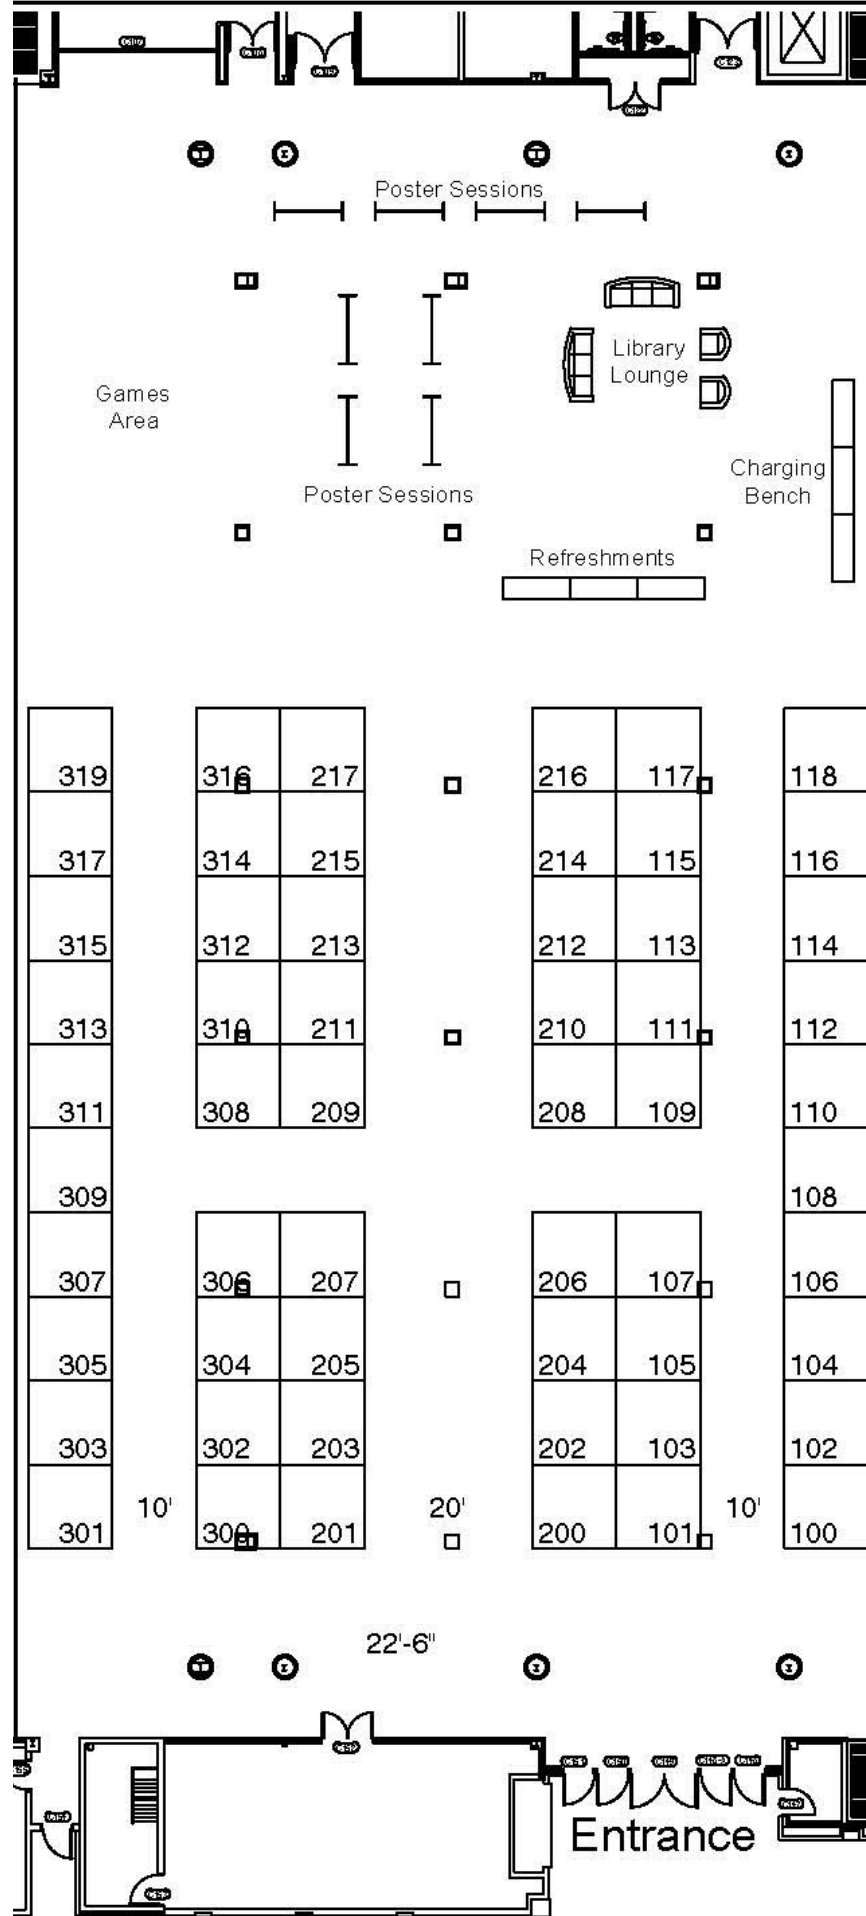 Poster Sessions
Library
Lounge
Games
Area
Charging
Bench
Poster Sessions
Refreshments
319 316 217 216 117 118
317 314 215 214 115 116
315 312 213 212 113 114
313 310 211 210 111 112
311 308 209 208 109 110
309 108
307 306 207 206 107 106
305 304 205 204 105 104
303 302 203 202 103 102
10' 20' 10'
301 300 201 200 101 100
22'-6"
Entrance